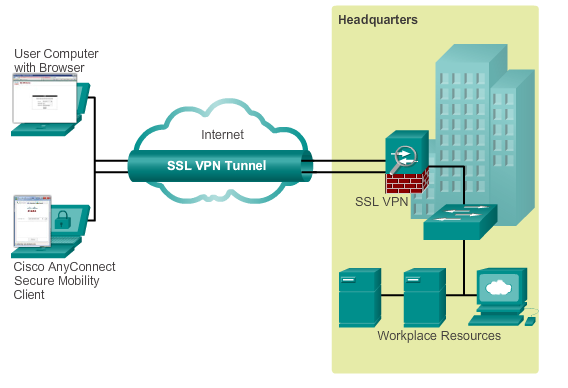 Headquarters
User Computer
with Browser
Internet
SSL VPN Tunnel
SSL VPN
Cisco AnyConnect
Secure Mobility
Client
Workplace Resources